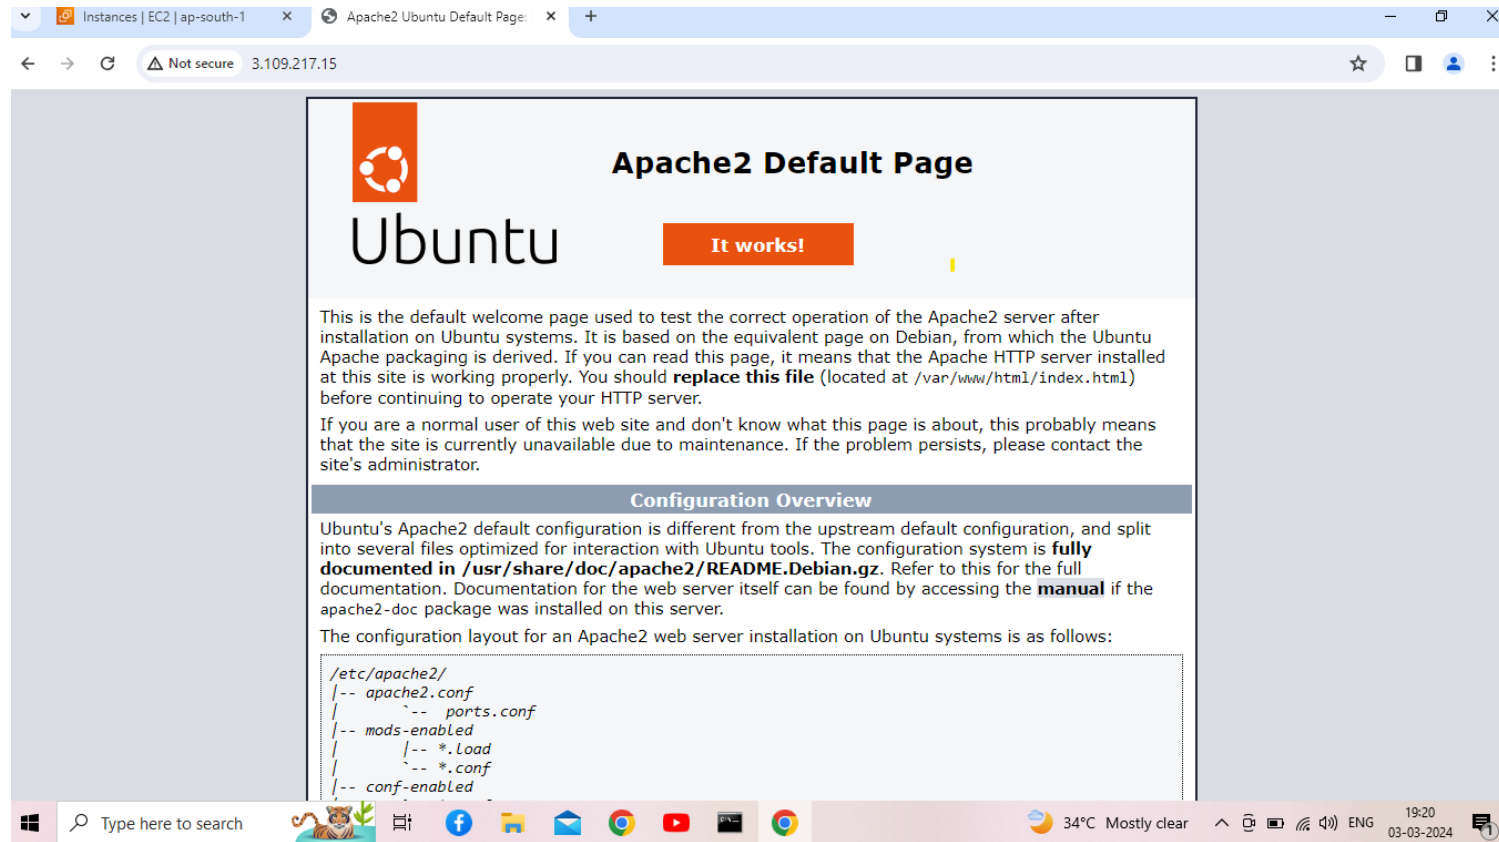 Instances | EC2 | ap-south-1
Apache2 Ubuntu Default Page:
Not secure 3.109.217.15
Apache2 Default Page
Ubuntu
It works!
This is the default welcome page used to test the correct operation of the Apache2 server after
installation on Ubuntu systems. It is based on the equivalent page on Debian, from which the Ubuntu
Apache packaging is derived. If you can read this page, it means that the Apache HTTP server installed
at this site is working properly. You should replace this file (located at /var/www/html/index.html)
before continuing to operate your HTTP server.
If you are a normal user of this web site and don't know what this page is about, this probably means
that the site is currently unavailable due to maintenance. If the problem persists, please contact the
site's administrator.
Configuration Overview
Ubuntu's Apache2 default configuration is different from the upstream default configuration, and split
into several files optimized for interaction with Ubuntu tools. The configuration system is fully
documented in /usr/share/doc/apache2/README.Debian.gz. Refer to this for the full
documentation. Documentation for the web server itself can be found by accessing the manual if the
apache2-doc package was installed on this server.
The configuration layout for an Apache2 web server installation on Ubuntu systems is as follows:
/etc/apache2/
|-- apache2.conf
|       `--  ports.conf
|-- mods-enabled
|       |-- *.load
|       `-- *.conf
|-- conf-enabled
Type here to search
34°C Mostly clear
ENG
19:20
03-03-2024
1